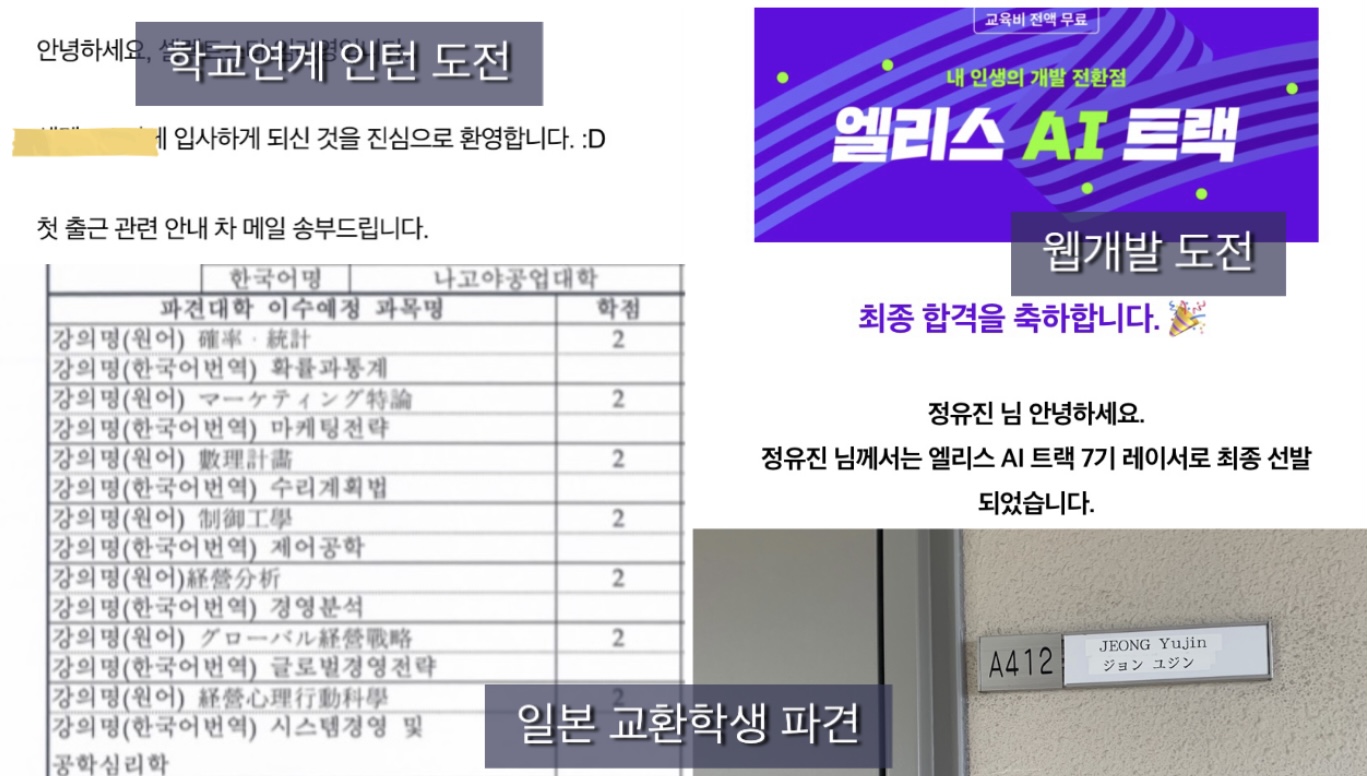 안녕하세요,
학교연계 인턴 도전
입사하게 되신 것을 진심으로 환영합니다. :D
첫 출근 관련 안내 차 메일 송부드립니다.
한국어명 나고야공업대학
파견대학 이수예정 과목명 학점
강의명(원어) 確率・統計 2
강의명(한국어번역) 확률과통계
강의명(원어) マーケティング特論 2
강의명(한국어번역) 마케팅전략
강의명(원어) 數理計畵 2
강의명(한국어번역) 수리계획법
강의명(원어) 制御工學 2
강의명(한국어번역) 제어공학
강의명(원어)経營分析 2
강의명(한국어번역) 경영분석
강의명(원어) グローバル経營戰略 2
강의명(한국어번역) 글로벌경영전략
강의명(원어) 経營心理行動科學 2
강의명(한국어번역) 시스템경영 및
공학심리학
교육비 전액 무료
내 인생의 개발 전환점
엘리스 AI 트랙
웹개발 도전
최종 합격을 축하합니다.
정유진 님 안녕하세요.
정유진 님께서는 엘리스 AI 트랙 7기 레이서로 최종 선발
되었습니다.
A412
JEONG Yujin
ジョン ユジン
일본 교환학생 파견